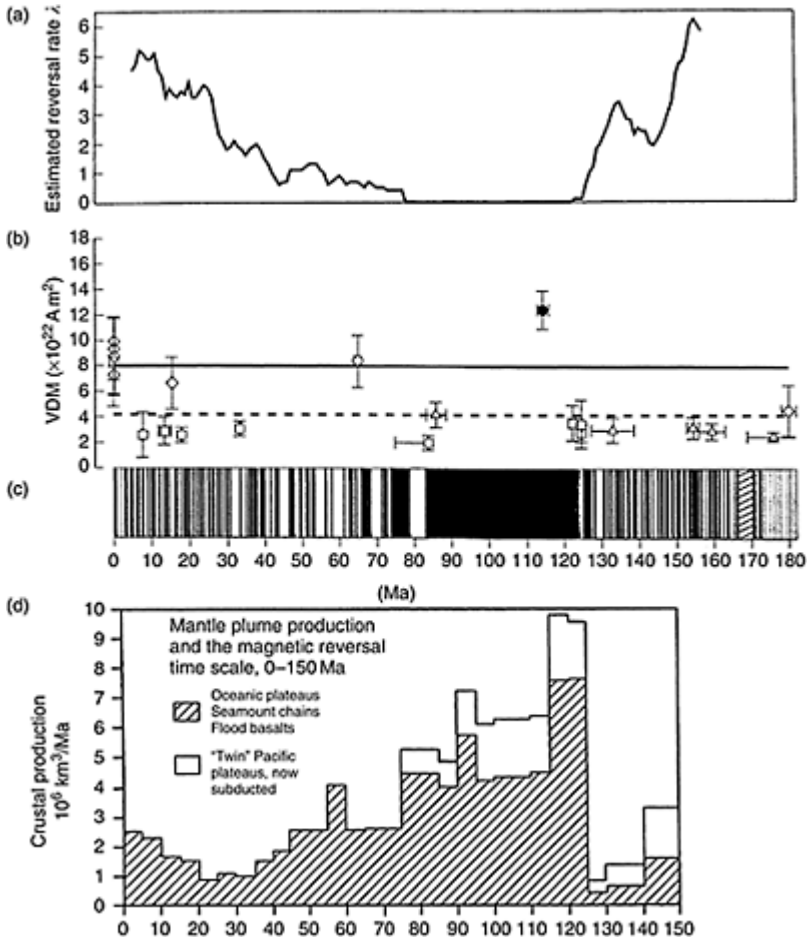 (a)
Estimated reversal rate λ
6
5
4
3
2
1
0
(b)
VDM (×10²² A m²)
18
16
14
12
10
8
6
4
2
0
(c)
0 10 20 30 40 50 60 70 80 90 100 110 120 130 140 150 160 170 180
(Ma)
(d)
Crustal production
10⁶ km³/Ma
10
9
8
7
6
5
4
3
2
1
0
Mantle plume production
and the magnetic reversal
time scale, 0–150 Ma
Oceanic plateaus
Seamount chains
Flood basalts
"Twin" Pacific
plateaus, now
subducted
0 10 20 30 40 50 60 70 80 90 100 110 120 130 140 150